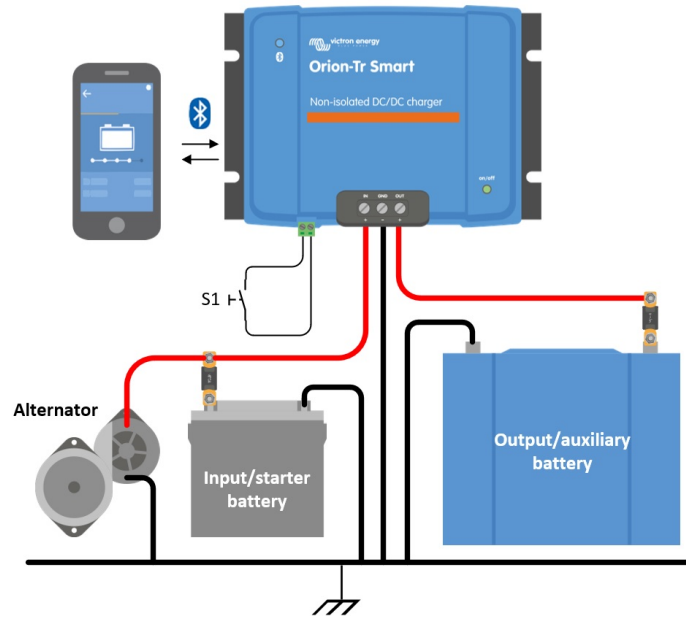 victron energy
Orion-Tr Smart
Non-isolated DC/DC charger
on/off
IN GND OUT
+ - +
S1
Alternator
Input/starter
battery
Output/auxiliary
battery